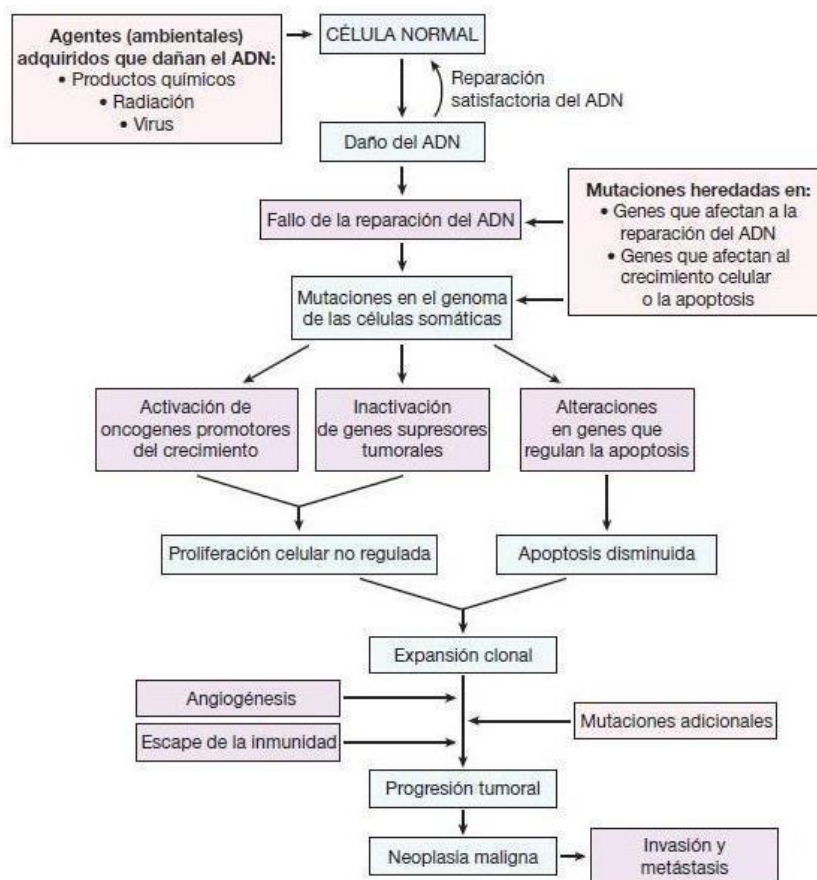 Agentes (ambientales)
adquiridos que dañan el ADN:
• Productos químicos
• Radiación
• Virus
CÉLULA NORMAL
Reparación
satisfactoria del ADN
Daño del ADN
Fallo de la reparación del ADN
Mutaciones heredadas en:
• Genes que afectan a la
reparación del ADN
• Genes que afectan al
crecimiento celular
o la apoptosis
Mutaciones en el genoma
de las células somáticas
Activación de
oncogenes promotores
del crecimiento
Inactivación
de genes supresores
tumorales
Alteraciones
en genes que
regulan la apoptosis
Proliferación celular no regulada
Apoptosis disminuida
Expansión clonal
Angiogénesis
Mutaciones adicionales
Escape de la inmunidad
Progresión tumoral
Neoplasia maligna
Invasión y
metástasis